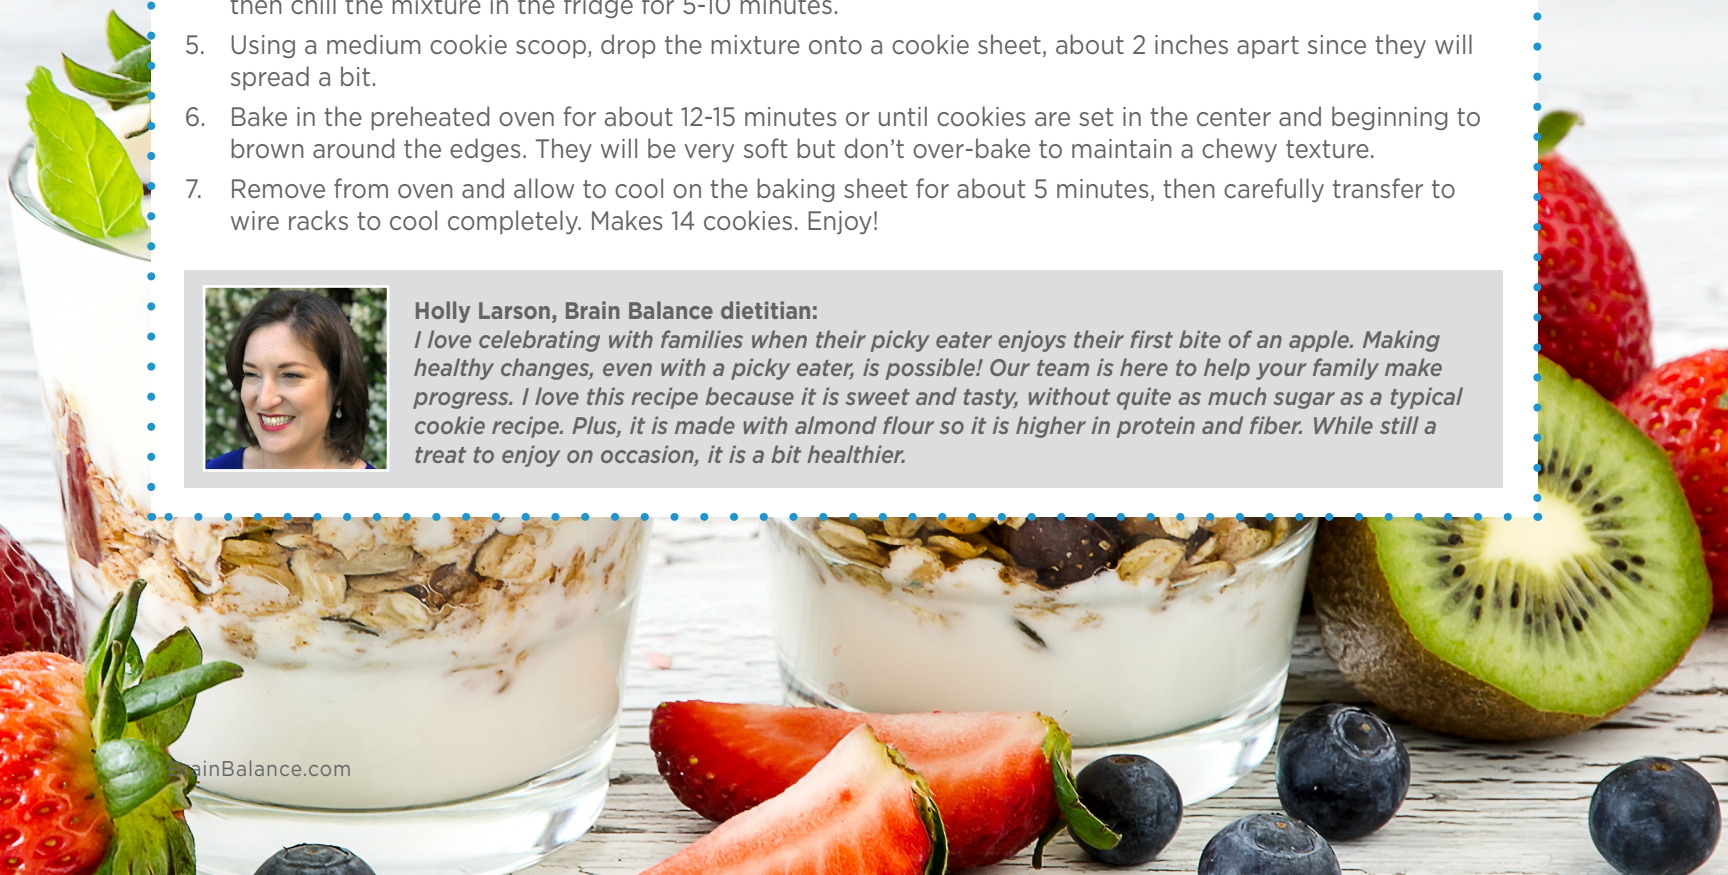 then chill the mixture in the fridge for 5-10 minutes.
5. Using a medium cookie scoop, drop the mixture onto a cookie sheet, about 2 inches apart since they will
spread a bit.
6. Bake in the preheated oven for about 12-15 minutes or until cookies are set in the center and beginning to
brown around the edges. They will be very soft but don’t over-bake to maintain a chewy texture.
7. Remove from oven and allow to cool on the baking sheet for about 5 minutes, then carefully transfer to
wire racks to cool completely. Makes 14 cookies. Enjoy!
Holly Larson, Brain Balance dietitian:
I love celebrating with families when their picky eater enjoys their first bite of an apple. Making
healthy changes, even with a picky eater, is possible! Our team is here to help your family make
progress. I love this recipe because it is sweet and tasty, without quite as much sugar as a typical
cookie recipe. Plus, it is made with almond flour so it is higher in protein and fiber. While still a
treat to enjoy on occasion, it is a bit healthier.
BrainBalance.com